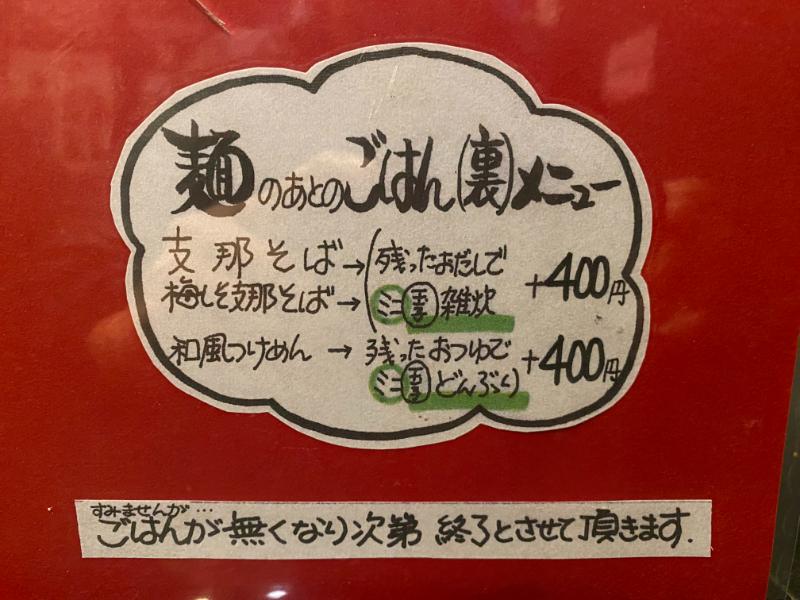 麺のあとのごはん(裏)メニュー
支那そば→(残ったおだしで
梅しそ支那そば→ミニ玉子雑炊 +400円
和風つけめん → 残ったおつゆで
ミニ玉子どんぶり +400円
すみませんが…
ごはんが無くなり次第 終了とさせて頂きます.